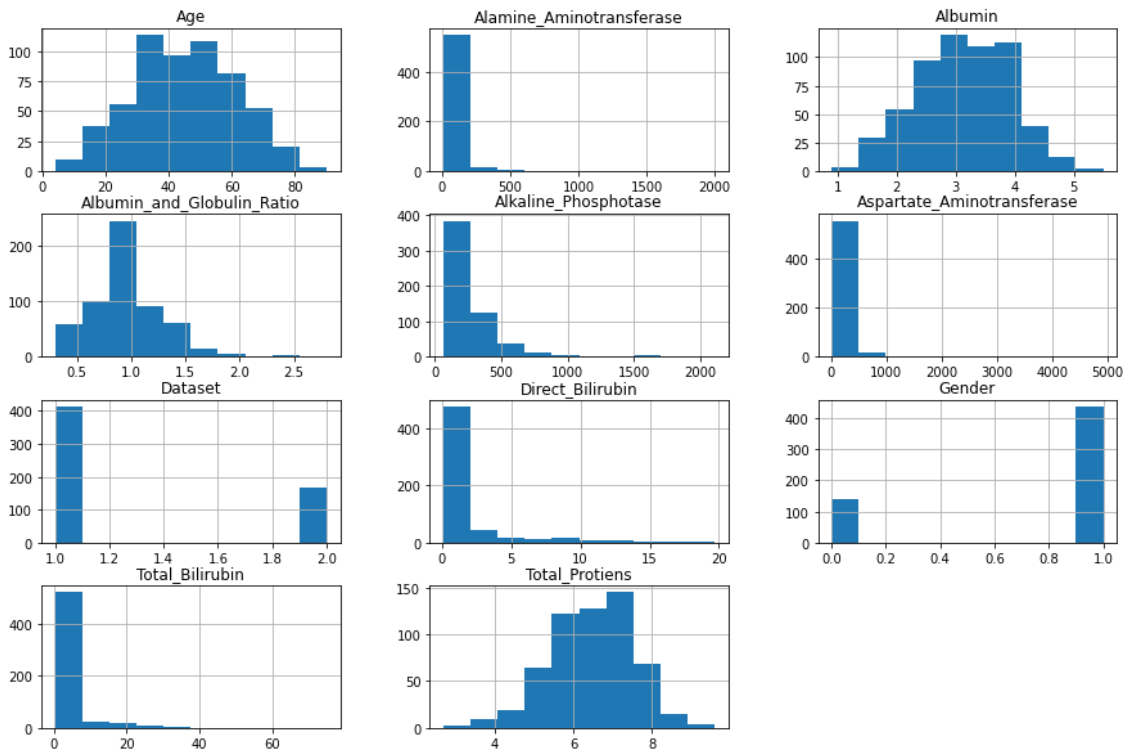 Age
100
75
50
25
0
0 20 40 60 80
Alamine_Aminotransferase
400
200
0
0 500 1000 1500 2000
Albumin
100
75
50
25
0
1 2 3 4 5
Albumin_and_Globulin_Ratio
200
100
0
0.5 1.0 1.5 2.0 2.5
Alkaline_Phosphotase
400
300
200
100
0
0 500 1000 1500 2000
Aspartate_Aminotransferase
400
200
0
0 1000 2000 3000 4000 5000
Dataset
400
300
200
100
0
1.0 1.2 1.4 1.6 1.8 2.0
Direct_Bilirubin
400
200
0
0 5 10 15 20
Gender
400
300
200
100
0
0.0 0.2 0.4 0.6 0.8 1.0
Total_Bilirubin
400
200
0
0 20 40 60
Total_Protiens
150
100
50
0
4 6 8